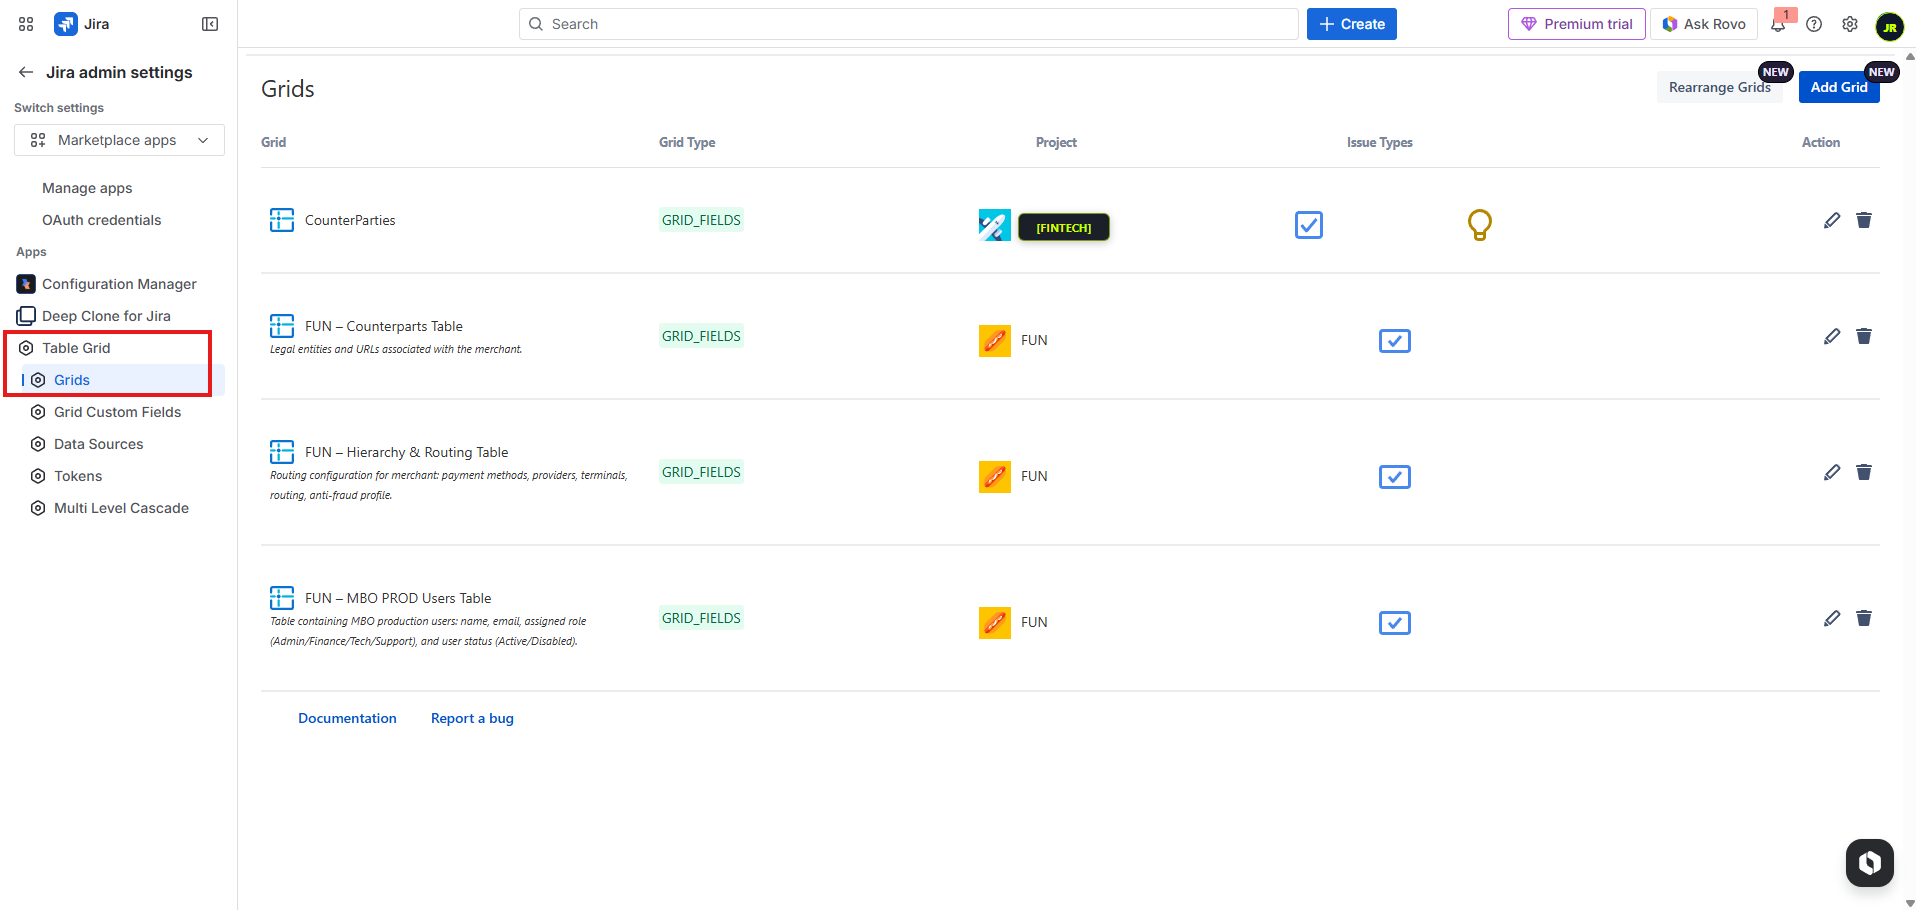 Jira
Search
Create
Premium trial
Ask Rovo
1
JR
Jira admin settings
Switch settings
Marketplace apps
Manage apps
OAuth credentials
Apps
Configuration Manager
Deep Clone for Jira
Table Grid
Grids
Grid Custom Fields
Data Sources
Tokens
Multi Level Cascade
Grids
Rearrange Grids
NEW
Add Grid
NEW
Grid Grid Type Project Issue Types Action
CounterParties GRID_FIELDS [FINTECH]
FUN – Counterparts Table
Legal entities and URLs associated with the merchant.
GRID_FIELDS
FUN
FUN – Hierarchy & Routing Table
Routing configuration for merchant: payment methods, providers, terminals,
routing, anti-fraud profile.
GRID_FIELDS
FUN
FUN – MBO PROD Users Table
Table containing MBO production users: name, email, assigned role
(Admin/Finance/Tech/Support), and user status (Active/Disabled).
GRID_FIELDS
FUN
Documentation Report a bug